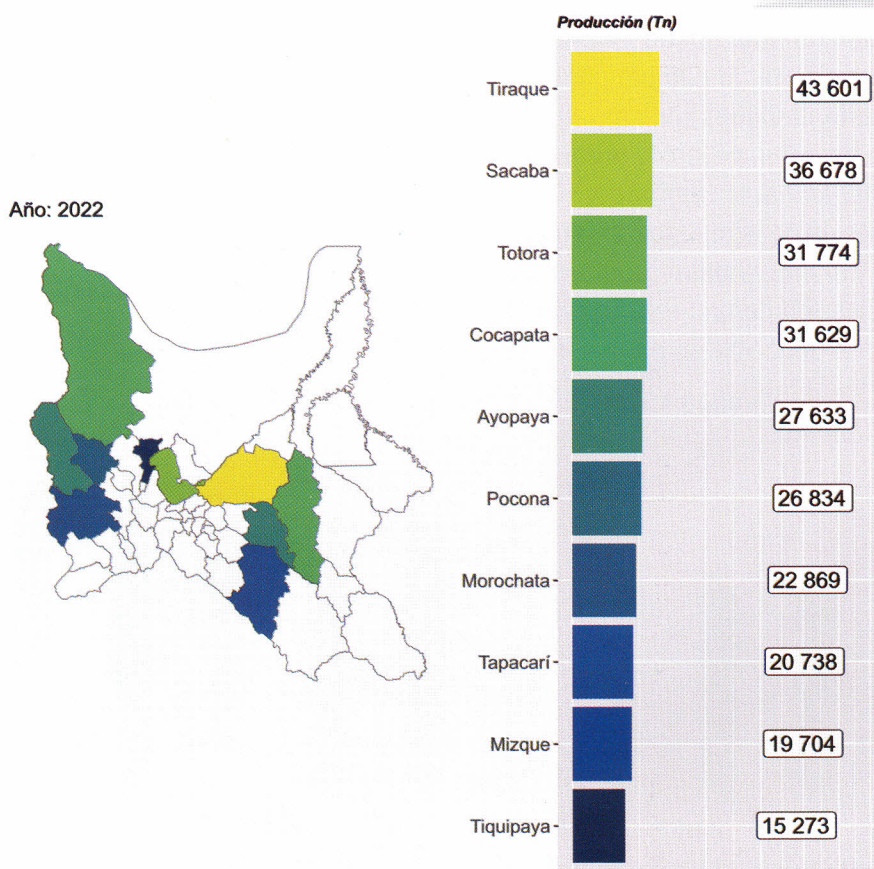 Producción (Tn)
Tiraque
43 601
Sacaba
36 678
Año: 2022
Totora
31 774
Cocapata
31 629
Ayopaya
27 633
Pocona
26 834
Morochata
22 869
Tapacarí
20 738
Mizque
19 704
Tiquipaya
15 273